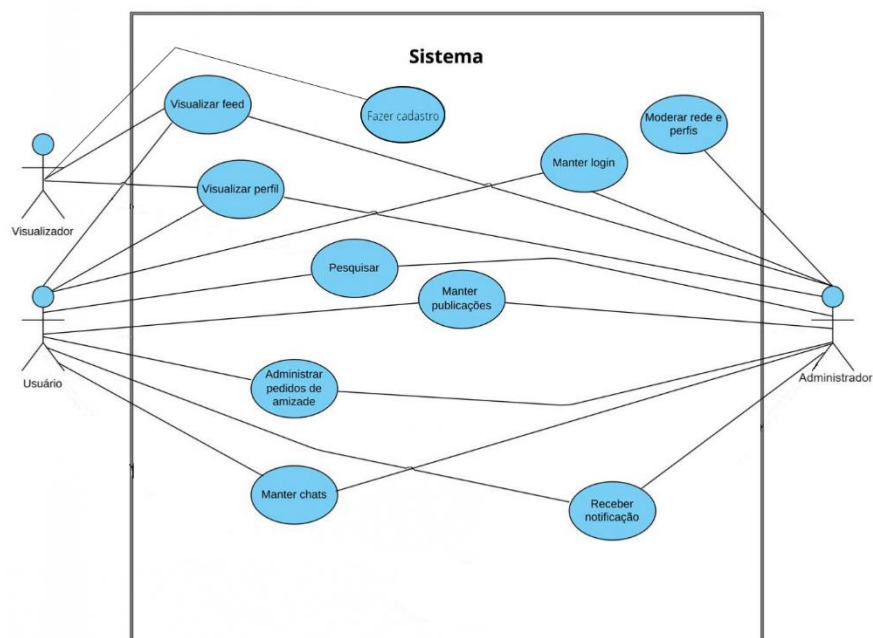 Sistema
Visualizar feed
Fazer cadastro
Moderar rede e
perfis
Manter login
Visualizar perfil
Visualizador
Pesquisar
Manter
publicações
Usuário
Administrar
pedidos de
amizade
Administrador
Manter chats
Receber
notificação